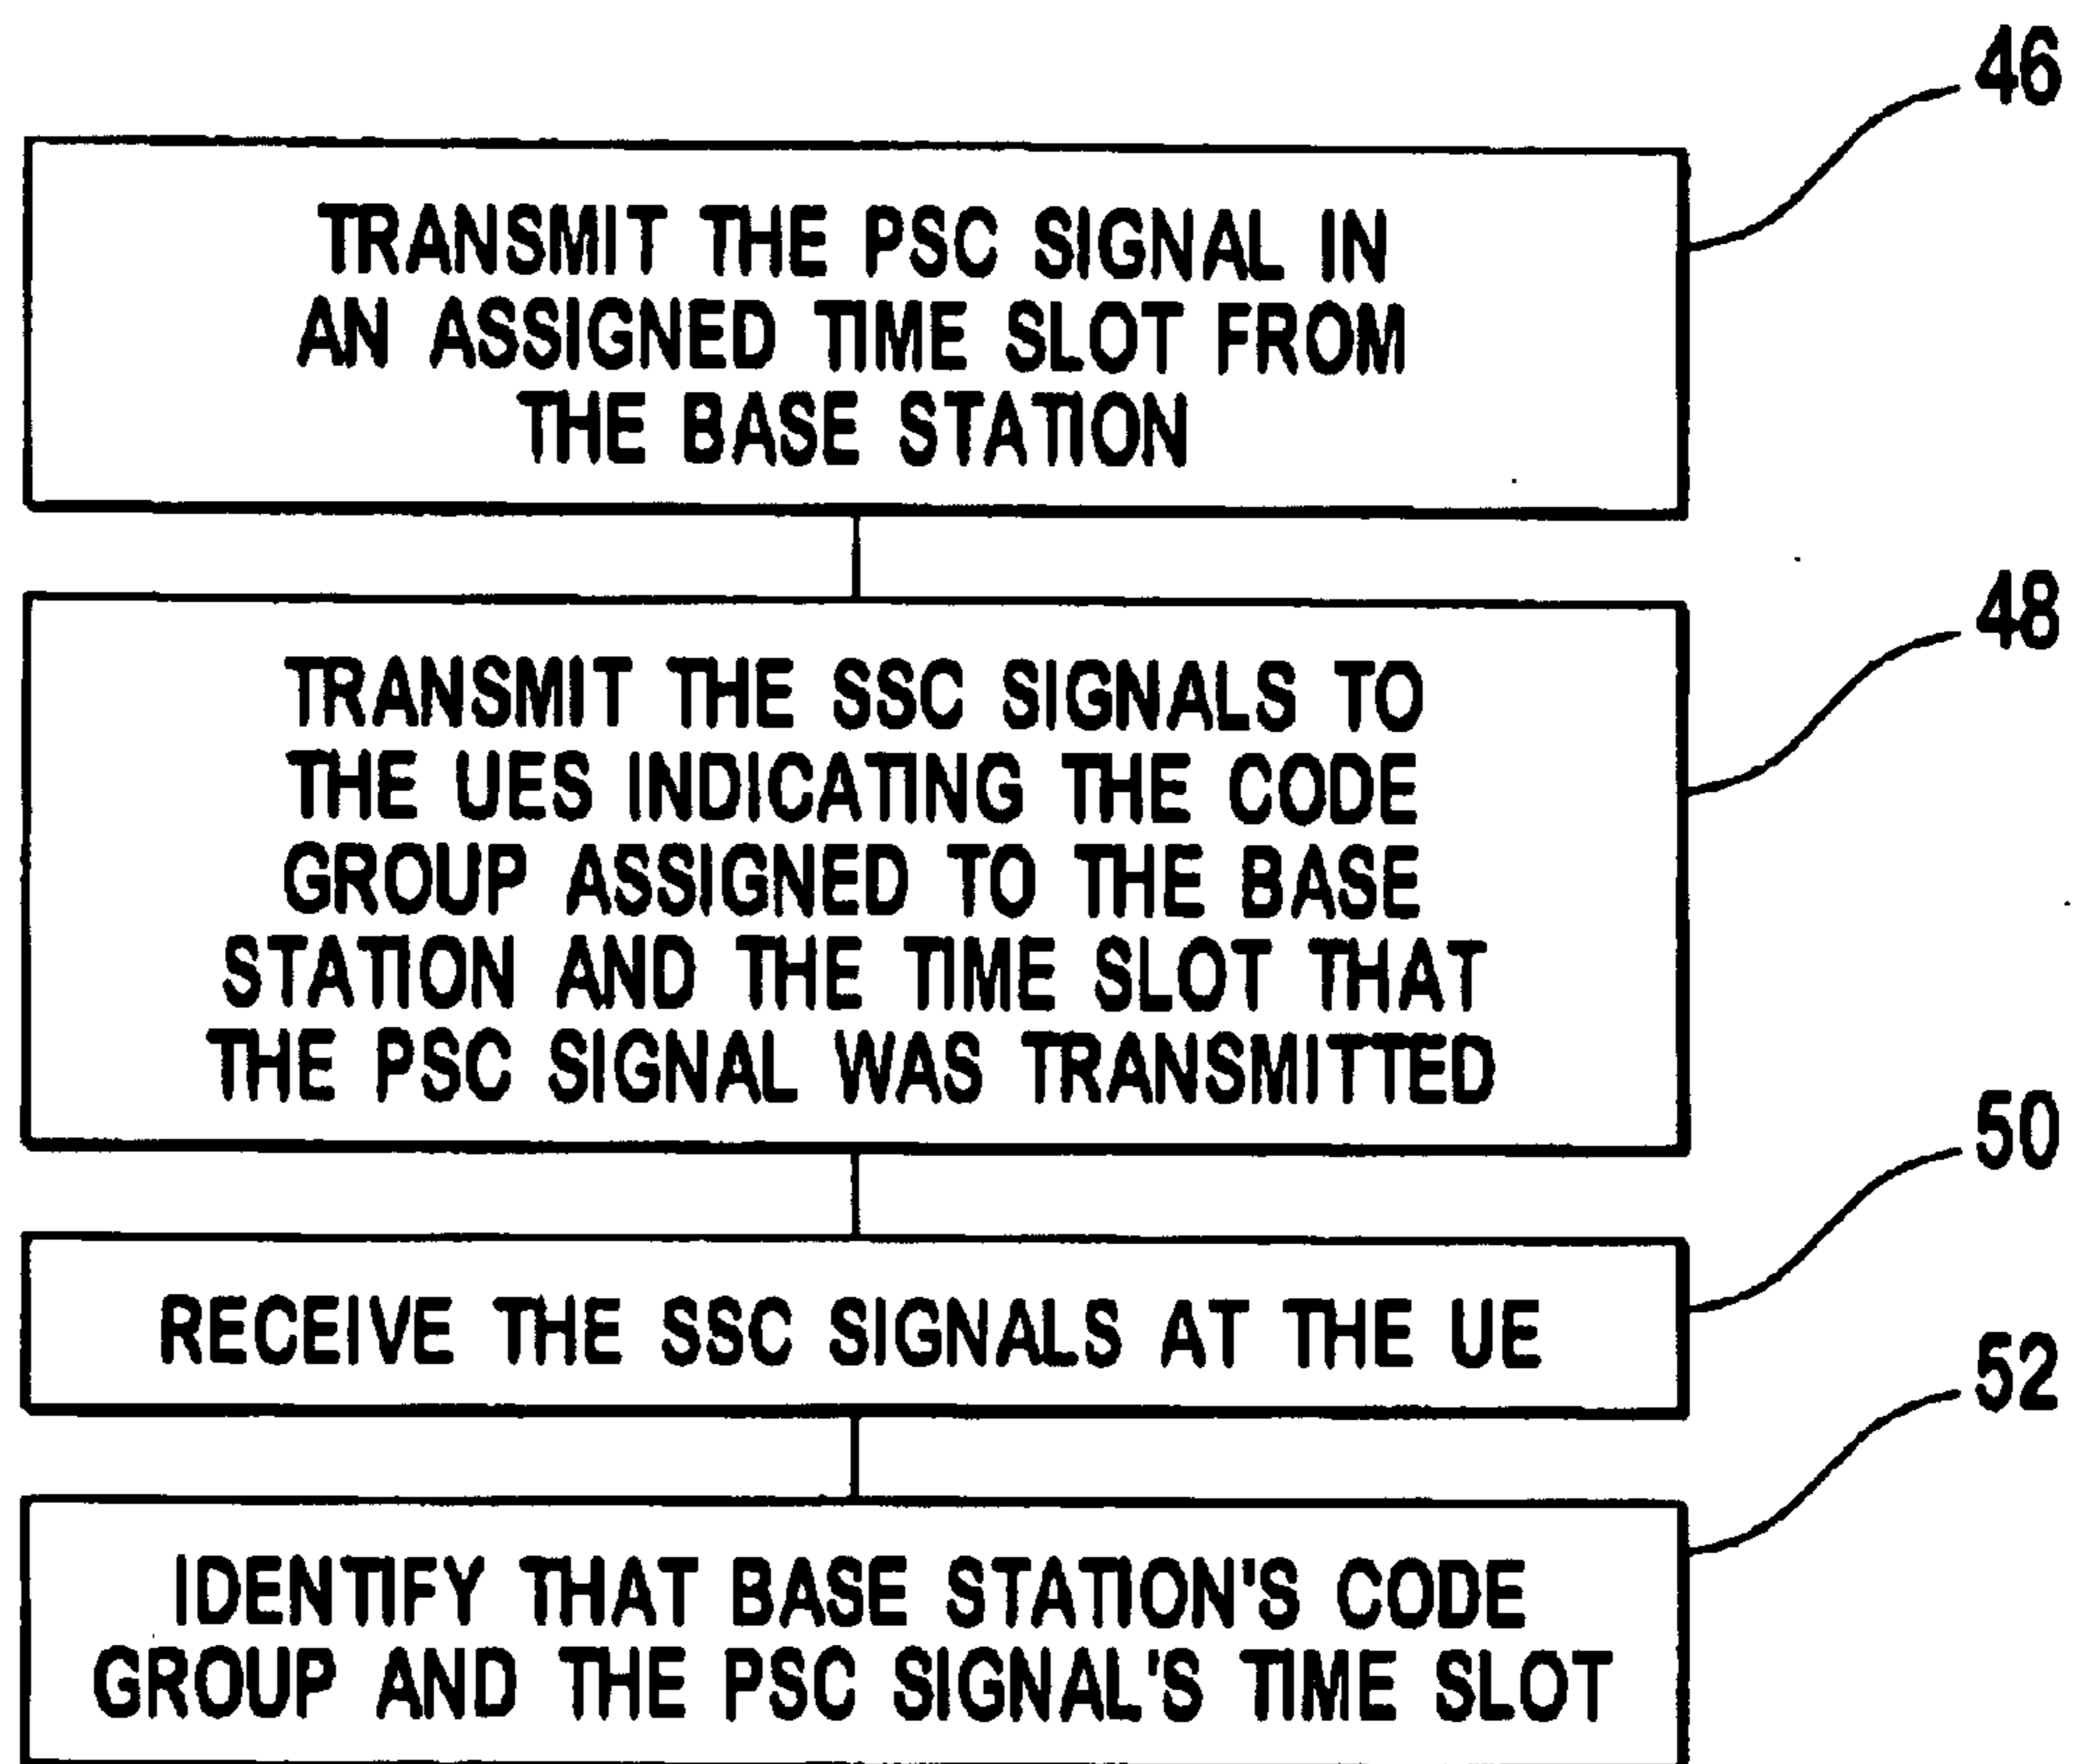 46
TRANSMIT THE PSC SIGNAL IN
AN ASSIGNED TIME SLOT FROM
THE BASE STATION
48
TRANSMIT THE SSC SIGNALS TO
THE UES INDICATING THE CODE
GROUP ASSIGNED TO THE BASE
STATION AND THE TIME SLOT THAT
THE PSC SIGNAL WAS TRANSMITTED
50
RECEIVE THE SSC SIGNALS AT THE UE
52
IDENTIFY THAT BASE STATION'S CODE
GROUP AND THE PSC SIGNAL'S TIME SLOT